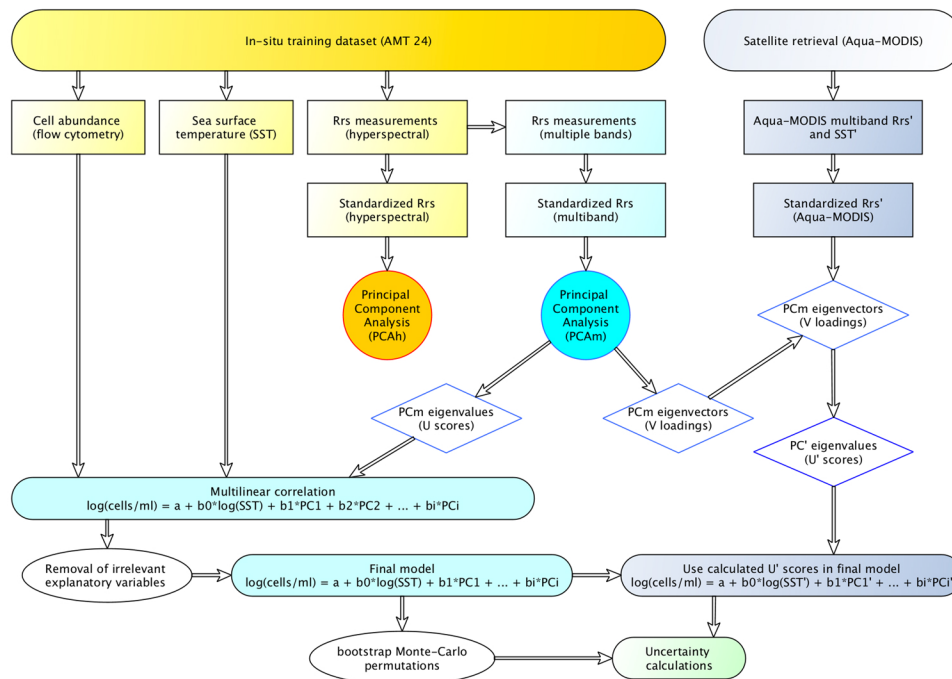 In-situ training dataset (AMT 24)
Satellite retrieval (Aqua-MODIS)
Cell abundance
(flow cytometry)
Sea surface
temperature (SST)
Rrs measurements
(hyperspectral)
Rrs measurements
(multiple bands)
Aqua-MODIS multiband Rrs'
and SST'
Standardized Rrs
(hyperspectral)
Standardized Rrs
(multiband)
Standardized Rrs'
(Aqua-MODIS)
Principal
Component
Analysis
(PCAh)
Principal
Component
Analysis
(PCAm)
PCm eigenvectors
(V loadings)
PCm eigenvalues
(U scores)
PCm eigenvectors
(V loadings)
PC' eigenvalues
(U' scores)
Multilinear correlation
log(cells/ml) = a + b0*log(SST) + b1*PC1 + b2*PC2 + ... + bi*PCi
Removal of irrelevant
explanatory variables
Final model
log(cells/ml) = a + b0*log(SST) + b1*PC1 + ... + bi*PCi
Use calculated U' scores in final model
log(cells/ml) = a + b0*log(SST') + b1*PC1' + ... + bi*PCi'
bootstrap Monte-Carlo
permutations
Uncertainty
calculations